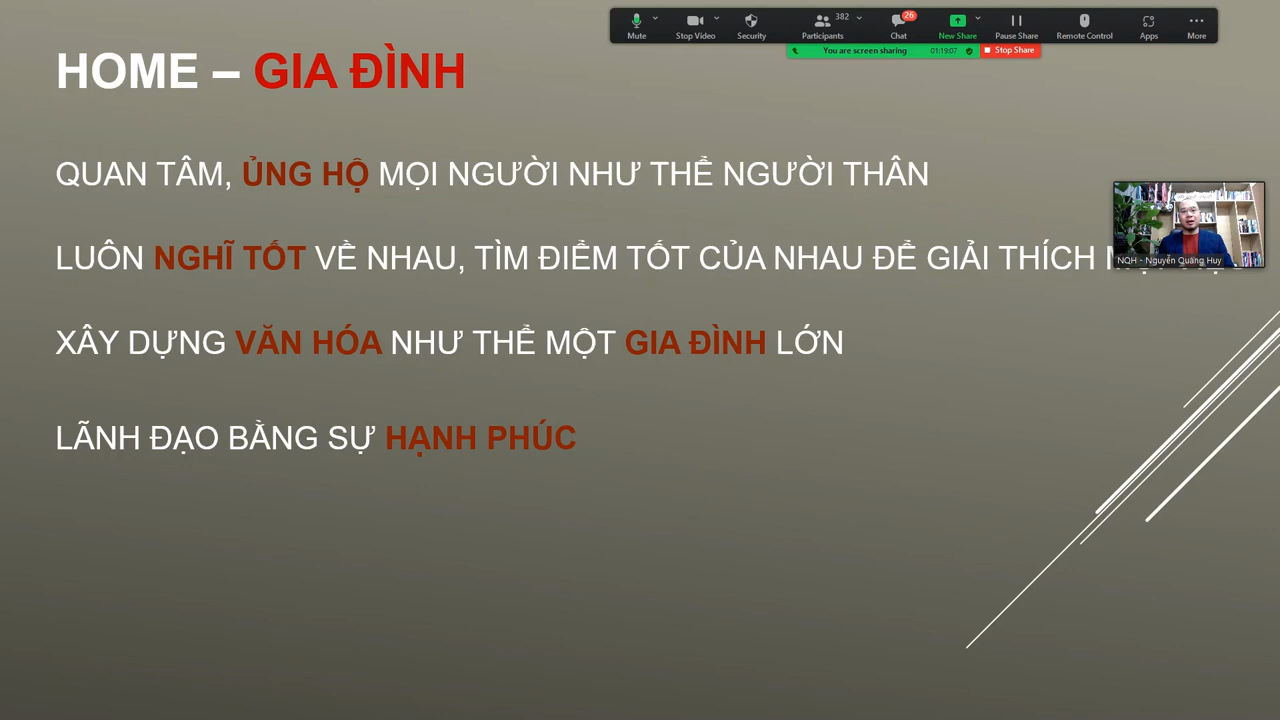 Mute
Stop Video
Security
Participants
382
Chat
26
New Share
Pause Share
Remote Control
Apps
More
You are screen sharing
01:19:07
Stop Share
HOME – GIA ĐÌNH
QUAN TÂM, ỦNG HỘ MỌI NGƯỜI NHƯ THỂ NGƯỜI THÂN
LUÔN NGHĨ TỐT VỀ NHAU, TÌM ĐIỂM TỐT CỦA NHAU ĐỂ GIẢI THÍCH
NQH - Nguyễn Quang Huy
XÂY DỰNG VĂN HÓA NHƯ THỂ MỘT GIA ĐÌNH LỚN
LÃNH ĐẠO BẰNG SỰ HẠNH PHÚC